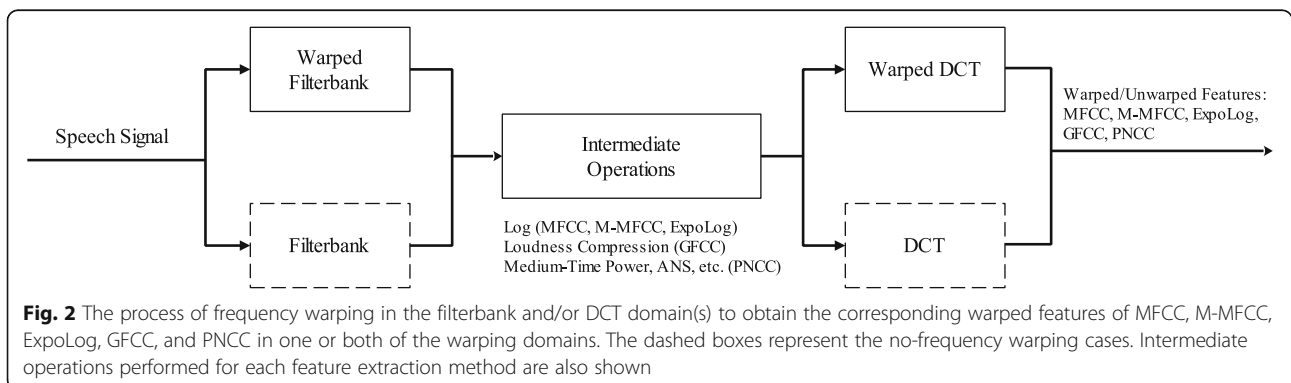 Warped
Filterbank
Warped DCT
Warped/Unwarped Features:
MFCC, M-MFCC, ExpoLog,
GFCC, PNCC
Speech Signal
Intermediate
Operations
Filterbank
Log (MFCC, M-MFCC, ExpoLog)
Loudness Compression (GFCC)
Medium-Time Power, ANS, etc. (PNCC)
DCT
Fig. 2 The process of frequency warping in the filterbank and/or DCT domain(s) to obtain the corresponding warped features of MFCC, M-MFCC,
ExpoLog, GFCC, and PNCC in one or both of the warping domains. The dashed boxes represent the no-frequency warping cases. Intermediate
operations performed for each feature extraction method are also shown